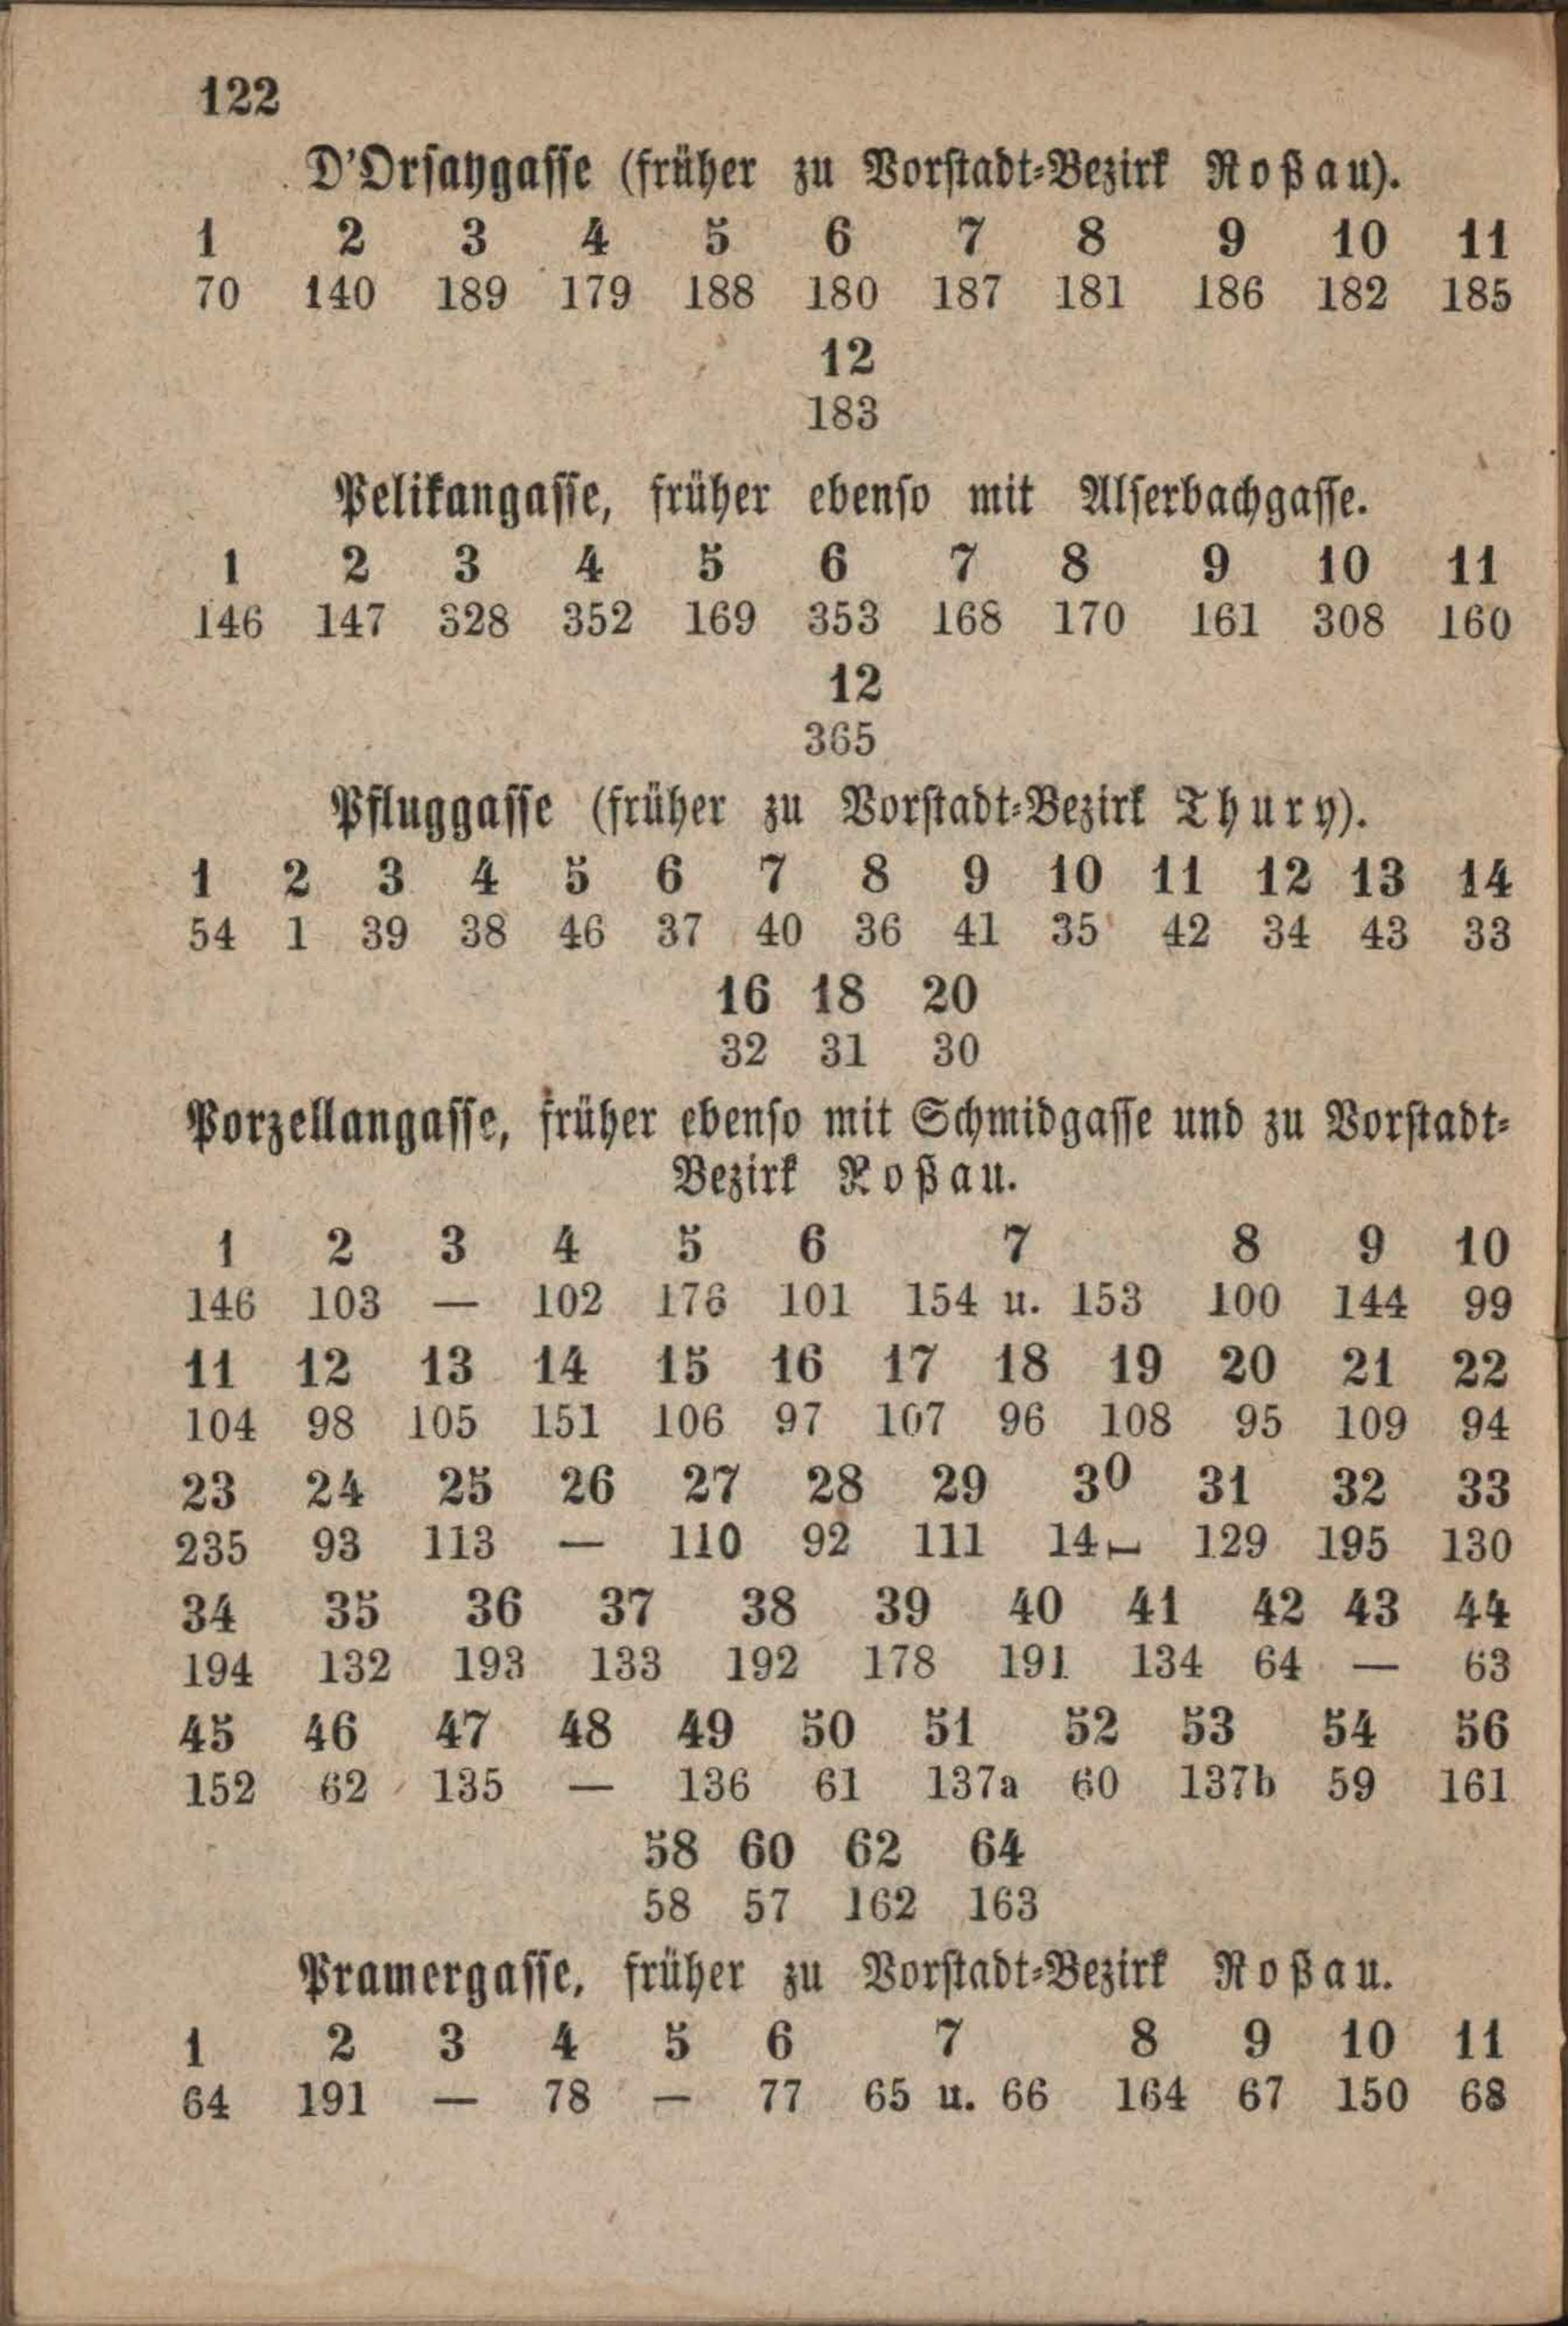 122
D'Orsaygasse (früher zu Vorstadt-Bezirk Roßau).
1 2 3 4 5 6 7 8 9 10 11
70 140 189 179 188 180 187 181 186 182 185
12
183
Pelikangasse, früher ebenso mit Alserbachgasse.
1 2 3 4 5 6 7 8 9 10 11
146 147 328 352 169 353 168 170 161 308 160
12
365
Pfluggasse (früher zu Vorstadt-Bezirk Thury).
1 2 3 4 5 6 7 8 9 10 11 12 13 14
54 1 39 38 46 37 40 36 41 35 42 34 43 33
16 18 20
32 31 30
Porzellangasse, früher ebenso mit Schmidgasse und zu Vorstadt-
Bezirk Roßau.
1 2 3 4 5 6 7 8 9 10
146 103 — 102 176 101 154 u. 153 100 144 99
11 12 13 14 15 16 17 18 19 20 21 22
104 98 105 151 106 97 107 96 108 95 109 94
23 24 25 26 27 28 29 30 31 32 33
235 93 113 — 110 92 111 129 195 130
34 35 36 37 38 39 40 41 42 43 44
194 132 193 133 192 178 191 134 64 — 63
45 46 47 48 49 50 51 52 53 54 56
152 62 135 — 136 61 137a 60 137b 59 161
58 60 62 64
58 57 162 163
Pramergasse, früher zu Vorstadt-Bezirk Roßau.
1 2 3 4 5 6 7 8 9 10 11
64 191 — 78 — 77 65 u. 66 164 67 150 68